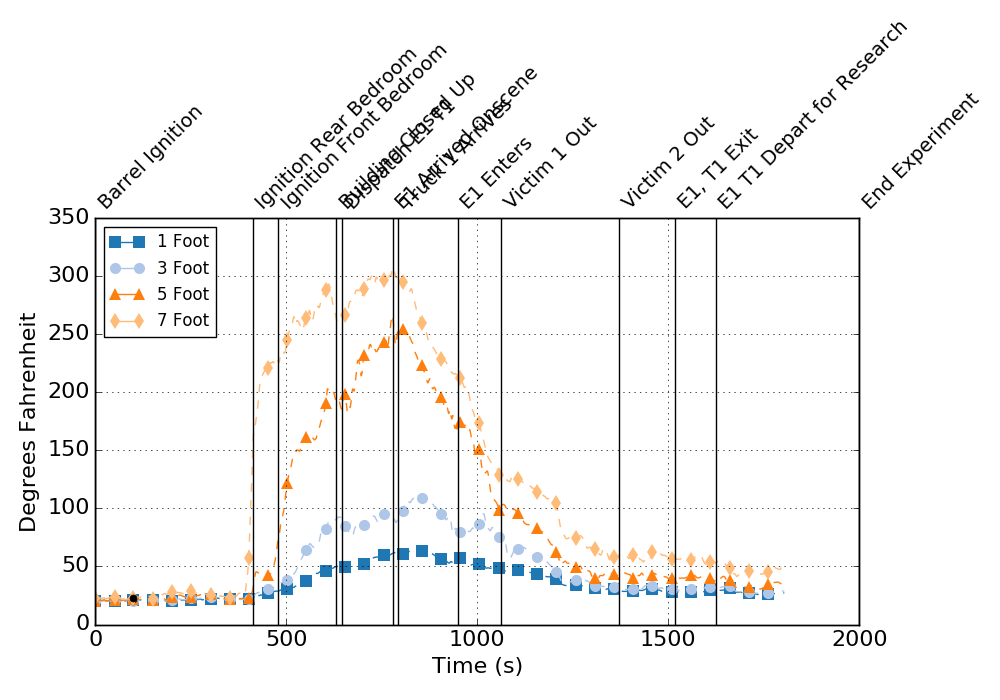 Barrel Ignition
Ignition Rear Bedroom
Ignition Front Bedroom
Building Closed Up
Dispatch E1 T1
E1 Arrived Onscene
Truck 1 Arrives
E1 Enters
Victim 1 Out
Victim 2 Out
E1, T1 Exit
E1 T1 Depart for Research
End Experiment
350
300
250
200
150
100
50
0
Degrees Fahrenheit
1 Foot
3 Foot
5 Foot
7 Foot
0
500
1000
1500
2000
Time (s)